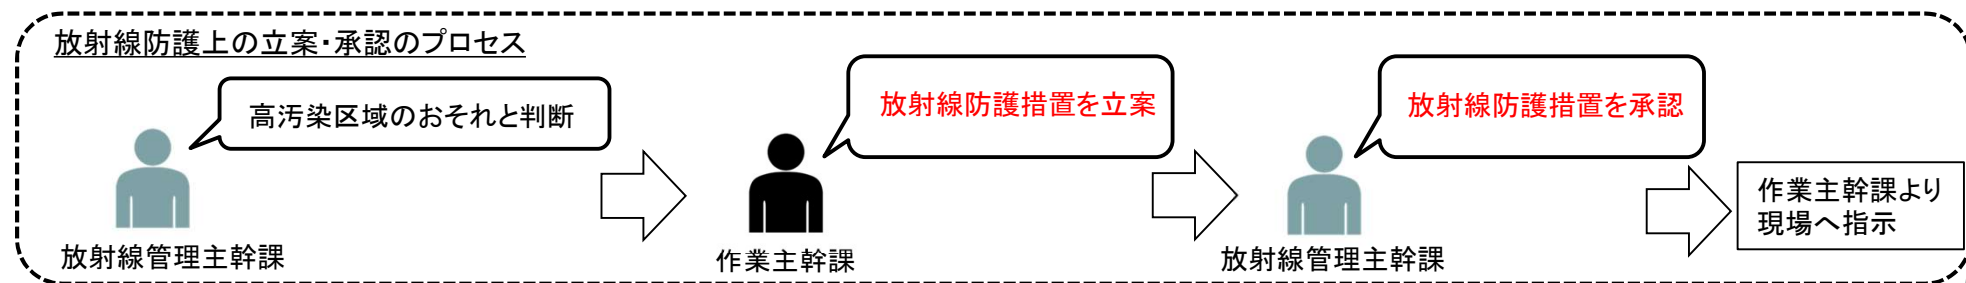 放射線防護上の立案・承認のプロセス
高汚染区域のおそれと判断
放射線管理主幹課
放射線防護措置を立案
作業主幹課
放射線防護措置を承認
放射線管理主幹課
作業主幹課より
現場へ指示